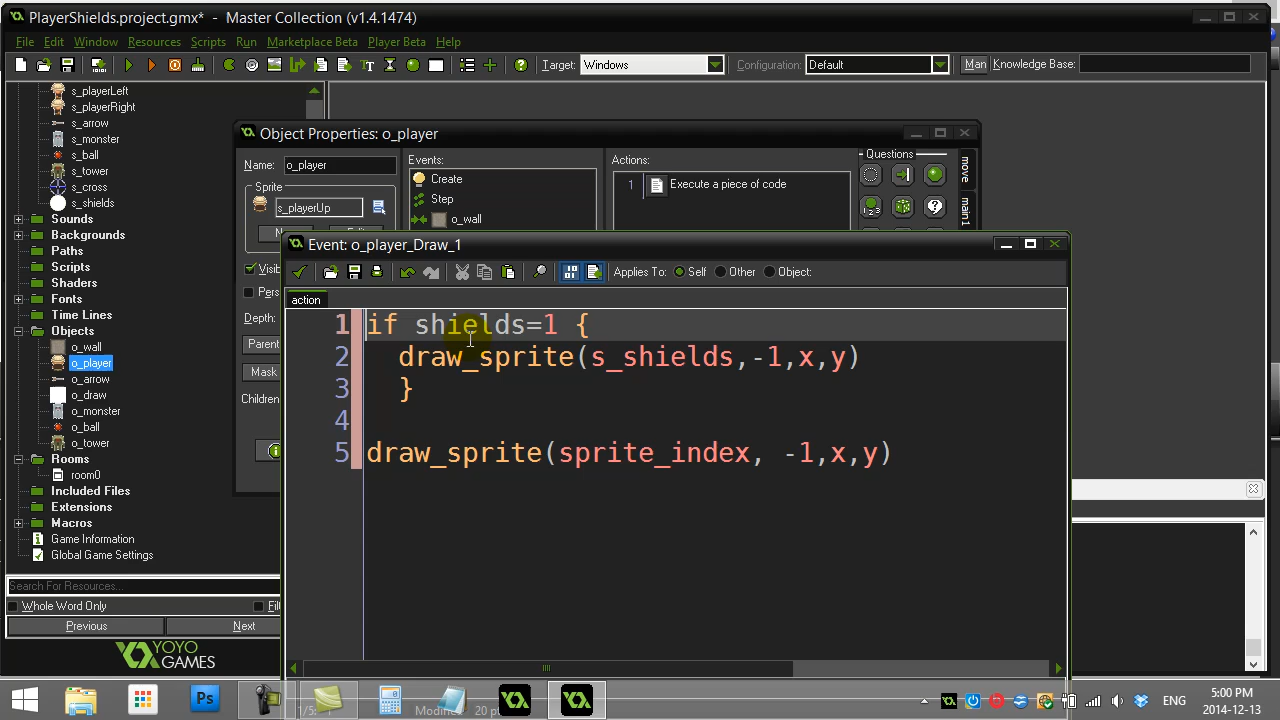 PlayerShields.project.gmx* - Master Collection (v1.4.1474)
File Edit Window Resources Scripts Run Marketplace Beta Player Beta Help
Target: Windows Configuration: Default Man Knowledge Base:
s_playerLeft
s_playerRight
s_arrow
s_monster
s_ball
s_tower
s_cross
s_shields
Sounds
Backgrounds
Paths
Scripts
Shaders
Fonts
Time Lines
Objects
o_wall
o_player
o_arrow
o_draw
o_monster
o_ball
o_tower
Rooms
room0
Included Files
Extensions
Macros
Game Information
Global Game Settings
Search For Resources...
Whole Word Only
Previous Next
YOYO
GAMES
Object Properties: o_player
Name: o_player
Sprite
s_playerUp
Depth:
Parent
Mask
Children
Events:
Create
Step
o_wall
Actions:
1 Execute a piece of code
Questions
move
main1
Event: o_player_Draw_1
Applies To: Self Other Object:
action
1 if shields=1 {
2 draw_sprite(s_shields,-1,x,y)
3 }
4
5 draw_sprite(sprite_index, -1,x,y)
ENG
5:00 PM
2014-12-13